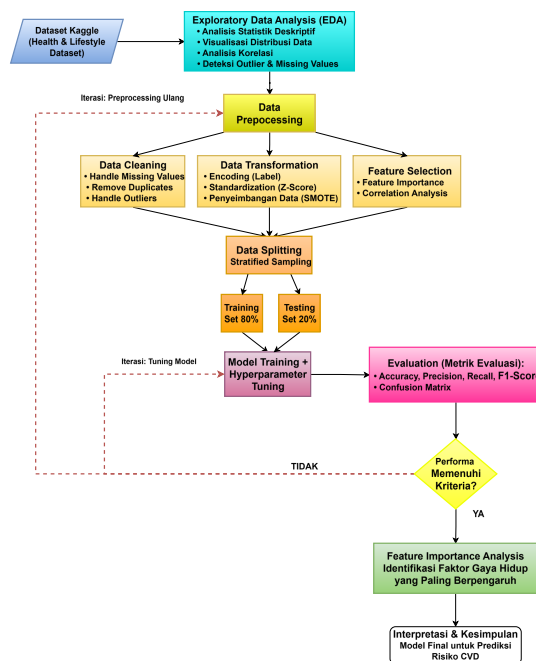 Dataset Kaggle
(Health & Lifestyle
Dataset)
Exploratory Data Analysis (EDA)
• Analisis Statistik Deskriptif
• Visualisasi Distribusi Data
• Analisis Korelasi
• Deteksi Outlier & Missing Values
Iterasi: Preprocessing Ulang
Data
Prepocessing
Data Cleaning
• Handle Missing Values
• Remove Duplicates
• Handle Outliers
Data Transformation
• Encoding (Label)
• Standardization (Z-Score)
• Penyeimbangan Data (SMOTE)
Feature Selection
• Feature Importance
• Correlation Analysis
Data Splitting
Stratified Sampling
Training
Set 80%
Testing
Set 20%
Iterasi: Tuning Model
Model Training +
Hyperparameter
Tuning
Evaluation (Metrik Evaluasi):
• Accuracy, Precision, Recall, F1-Score
• Confusion Matrix
Performa
Memenuhi
Kriteria?
TIDAK
YA
Feature Importance Analysis
Identifikasi Faktor Gaya Hidup
yang Paling Berpengaruh
Interpretasi & Kesimpulan
Model Final untuk Prediksi
Risiko CVD